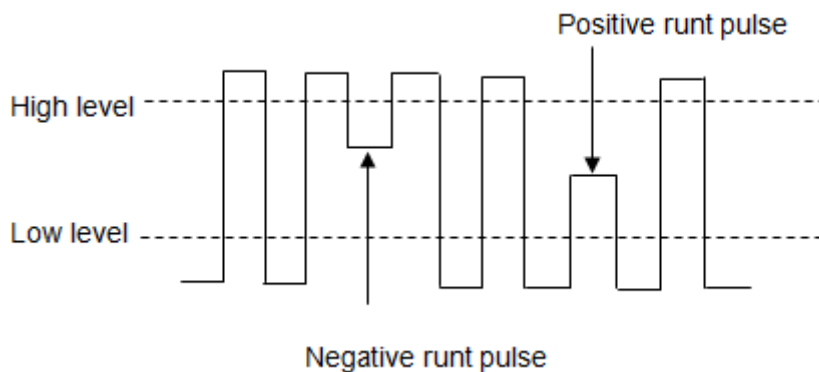 Positive runt pulse
High level
Low level
Negative runt pulse